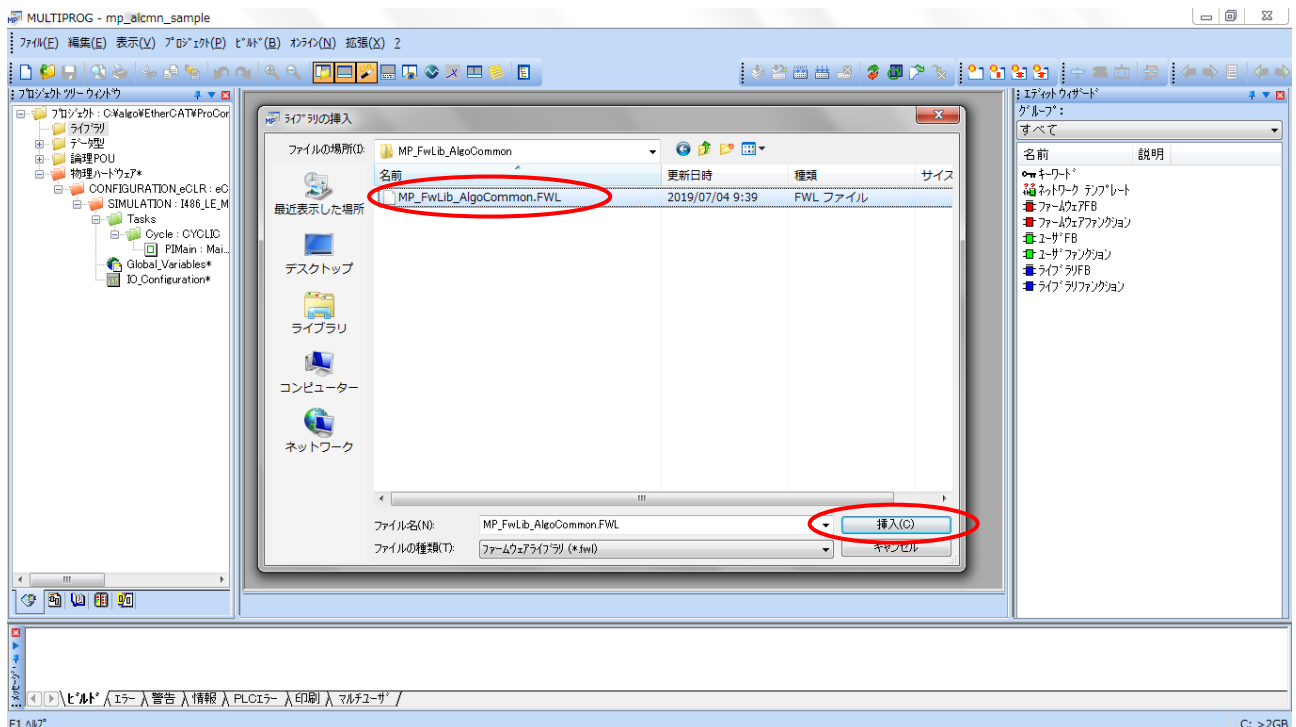 MULTIPROG - mp_alcmn_sample
ファイル(F) 編集(E) 表示(V) プロジェクト(P) ビルド(B) オンライン(N) 拡張(X) ?
プロジェクト ツリー ウィンドウ
プロジェクト : C:¥algo¥EtherCAT¥ProCor
ライブラリ
データ型
論理POU
物理ハードウェア*
CONFIGURATION_eCLR : eC
SIMULATION : I486_LE_M
Tasks
Cycle : CYCLIC
PIMain : Mai...
Global_Variables*
IO_Configuration*
ライブラリの挿入
ファイルの場所(I):
MP_FwLib_AlgoCommon
名前 更新日時 種類 サイズ
MP_FwLib_AlgoCommon.FWL 2019/07/04 9:39 FWL ファイル
最近表示した場所
デスクトップ
ライブラリ
コンピューター
ネットワーク
ファイル名(N): MP_FwLib_AlgoCommon.FWL 挿入(C)
ファイルの種類(T): ファームウェアライブラリ (*.fwl) キャンセル
エディット ウィザード
グループ :
すべて
名前 説明
キーワード
ネットワーク テンプレート
ファームウェアFB
ファームウェアファンクション
ユーザFB
ユーザファンクション
ライブラリFB
ライブラリファンクション
メッセージ
ビルド エラー 警告 情報 PLCエラー 印刷 マルチユーザ
F1 ヘルプ C: >2GB